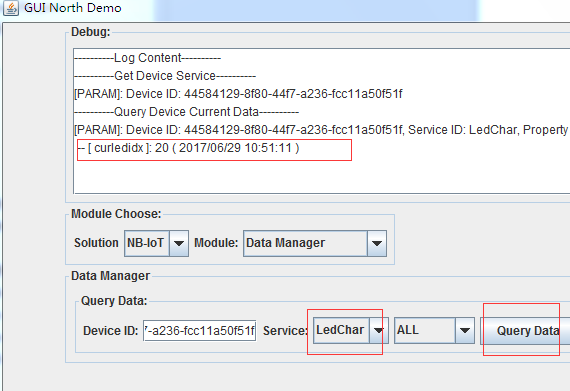 GUI North Demo
Debug:
----------Log Content----------
----------Get Device Service----------
[PARAM]: Device ID: 44584129-8f80-44f7-a236-fcc11a50f51f
----------Query Device Current Data----------
[PARAM]: Device ID: 44584129-8f80-44f7-a236-fcc11a50f51f, Service ID: LedChar, Property
-- [ curledidx ]: 20 ( 2017/06/29 10:51:11 )
Module Choose:
Solution NB-IoT Module: Data Manager
Data Manager
Query Data:
Device ID: 7-a236-fcc11a50f51f Service: LedChar ALL Query Data